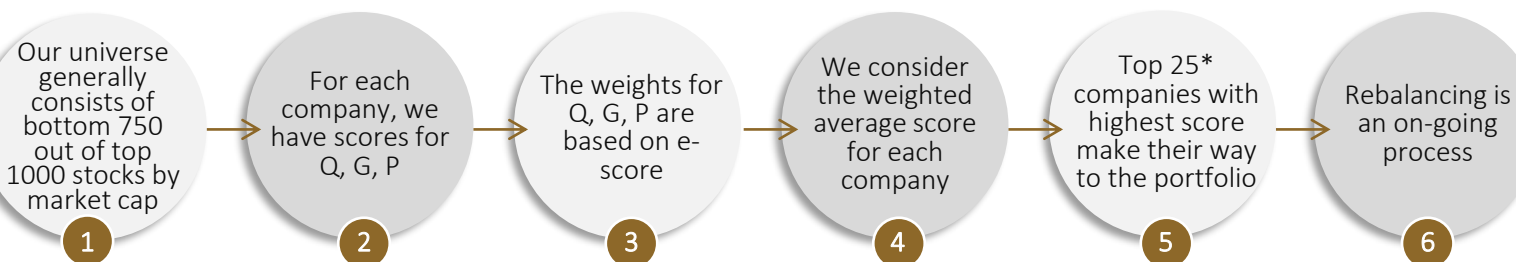 Our universe
generally
consists of
bottom 750
out of top
1000 stocks by
market cap
1
For each
company, we
have scores for
Q, G, P
2
The weights for
Q, G, P are
based on e-
score
3
We consider
the weighted
average score
for each
company
4
Top 25*
companies with
highest score
make their way
to the portfolio
5
Rebalancing is
an on-going
process
6